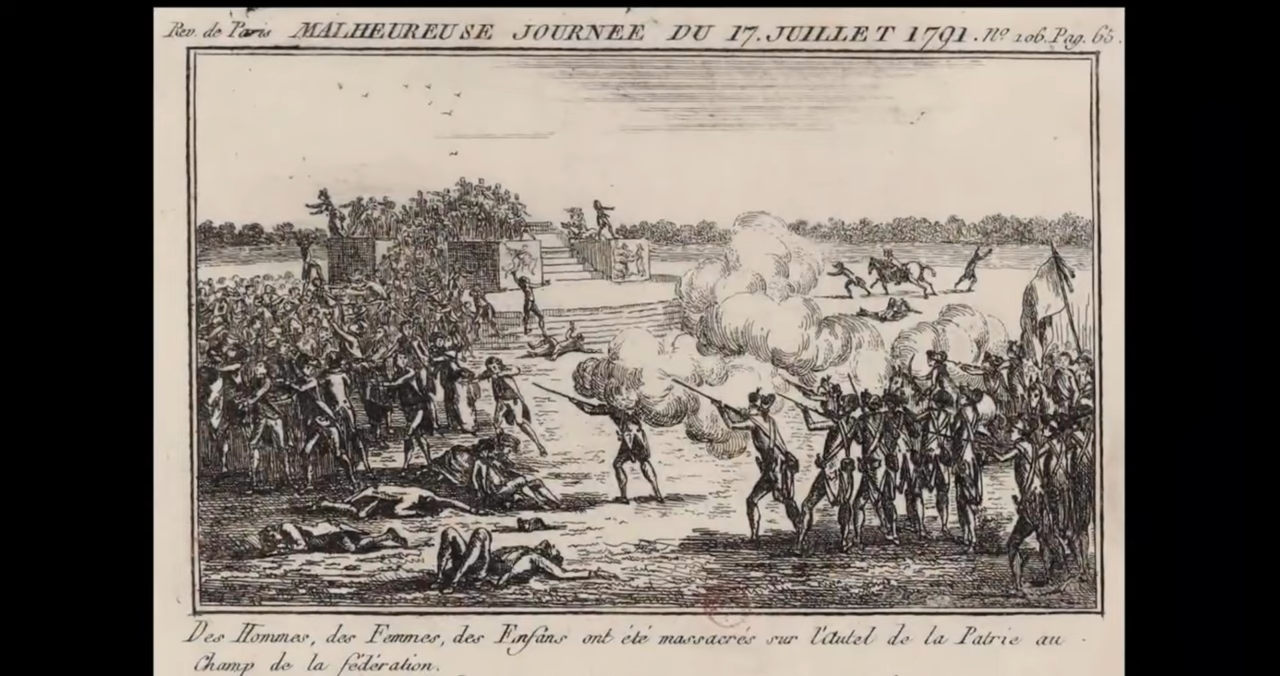 Rev. de Paris MALHEUREUSE JOURNEE DU 17. JUILLET 1791. Nº 106. Pag. 65.
Des Hommes, des Femmes, des Enfans ont été massacrés sur l'Autel de la Patrie au
Champ de la fédération.